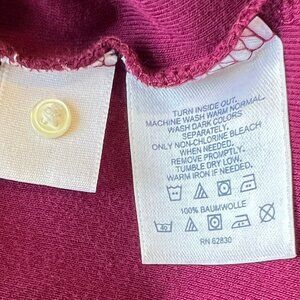 TURN INSIDE OUT.
MACHINE WASH WARM NORMAL
WASH DARK COLORS
SEPARATELY.
ONLY NON-CHLORINE BLEACH
WHEN NEEDED.
REMOVE PROMPTLY.
TUMBLE DRY LOW.
WARM IRON IF NEEDED.
100% BAUMWOLLE
40
RN 62830